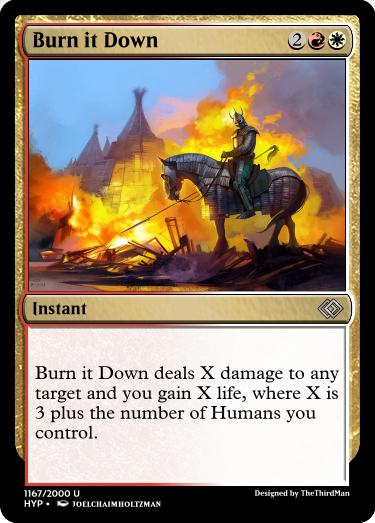 Burn it Down 2
Instant
Burn it Down deals X damage to any
target and you gain X life, where X is
3 plus the number of Humans you
control.
1167/2000 U
Designed by TheThirdMan
HYP • JOELCHAIMHOLTZMAN